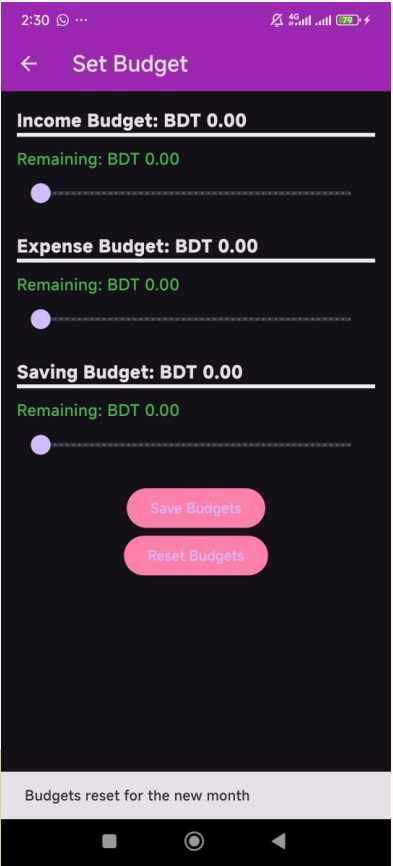 2:30
4G
79
Set Budget
Income Budget: BDT 0.00
Remaining: BDT 0.00
Expense Budget: BDT 0.00
Remaining: BDT 0.00
Saving Budget: BDT 0.00
Remaining: BDT 0.00
Save Budgets
Reset Budgets
Budgets reset for the new month